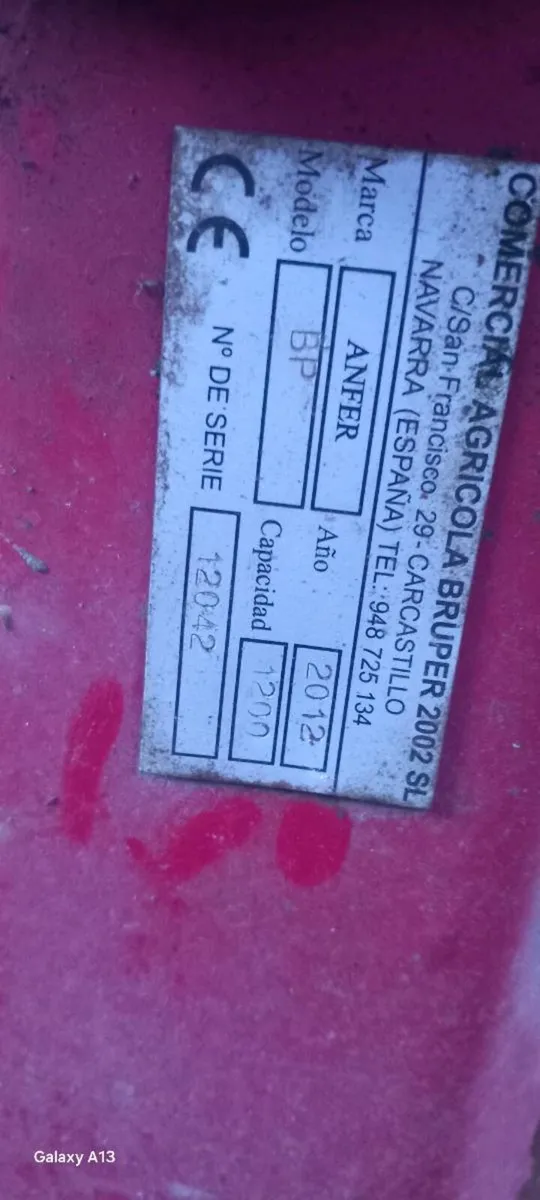 COMERCIAL AGRICOLA BRUPER 2002 SL
C/San Francisco, 29 - CARCASTILLO
NAVARRA (ESPAÑA) TEL: 948 725 134
Marca ANFER Año 2012
Modelo BP Capacidad 1200
CE Nº DE SERIE 12042
Galaxy A13